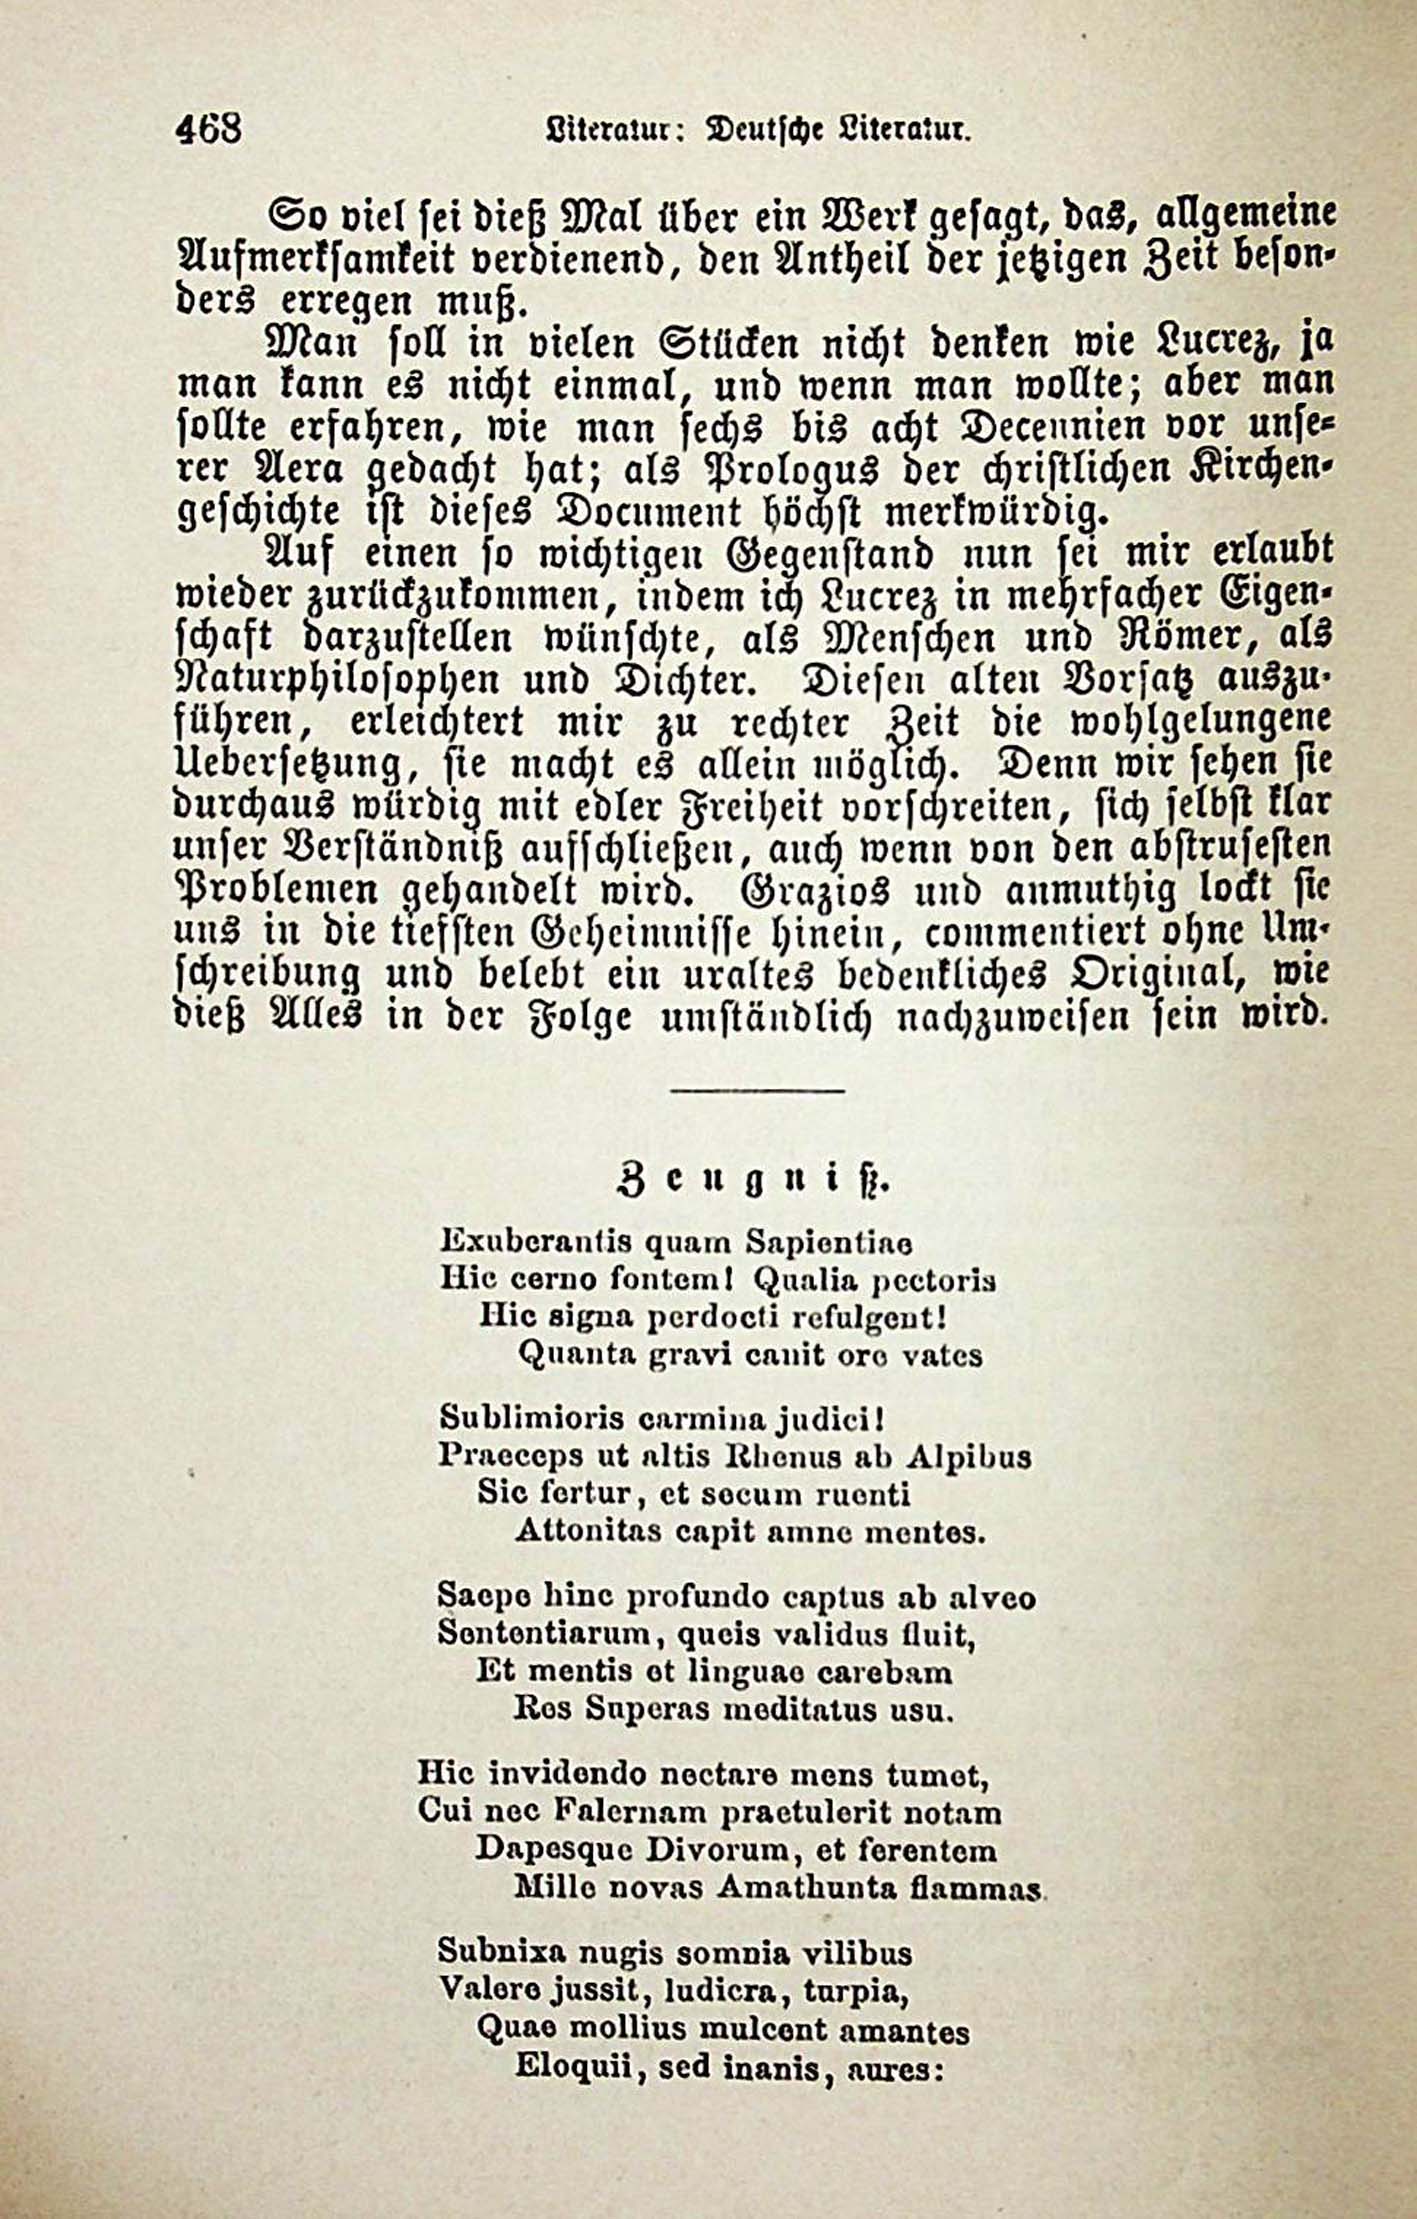 468
Literatur: Deutsche Literatur.
So viel sei dieß Mal über ein Werk gesagt, das, allgemeine
Aufmerksamkeit verdienend, den Antheil der jetzigen Zeit beson-
ders erregen muß.
Man soll in vielen Stücken nicht denken wie Lucrez, ja
man kann es nicht einmal, und wenn man wollte; aber man
sollte erfahren, wie man sechs bis acht Decennien vor unse-
rer Aera gedacht hat; als Prologus der christlichen Kirchen-
geschichte ist dieses Document höchst merkwürdig.
Auf einen so wichtigen Gegenstand nun sei mir erlaubt
wieder zurückzukommen, indem ich Lucrez in mehrfacher Eigen-
schaft darzustellen wünschte, als Menschen und Römer, als
Naturphilosophen und Dichter. Diesen alten Vorsatz auszu-
führen, erleichtert mir zu rechter Zeit die wohlgelungene
Uebersetzung, sie macht es allein möglich. Denn wir sehen sie
durchaus würdig mit edler Freiheit vorschreiten, sich selbst klar
unser Verständniß aufschließen, auch wenn von den abstrusesten
Problemen gehandelt wird. Grazios und anmuthig lockt sie
uns in die tiefsten Geheimnisse hinein, commentiert ohne Um-
schreibung und belebt ein uraltes bedenkliches Original, wie
dieß Alles in der Folge umständlich nachzuweisen sein wird.
Zeugniß.
Exuberantis quam Sapientiae
Hic cerno fontem! Qualia pectoris
Hic signa perdocti refulgent!
Quanta gravi canit ore vates
Sublimioris carmina judici!
Praeceps ut altis Rhenus ab Alpibus
Sic fertur, et secum ruenti
Attonitas capit amne mentes.
Saepe hinc profundo captus ab alveo
Sententiarum, queis validus fluit,
Et mentis et linguae carebam
Res Superas meditatus usu.
Hic invidendo nectare mens tumet,
Cui nec Falernam praetulerit notam
Dapesque Divorum, et ferentem
Mille novas Amathunta flammas.
Subnixa nugis somnia vilibus
Valere jussit, ludicra, turpia,
Quae mollius mulcent amantes
Eloquii, sed inanis, aures: